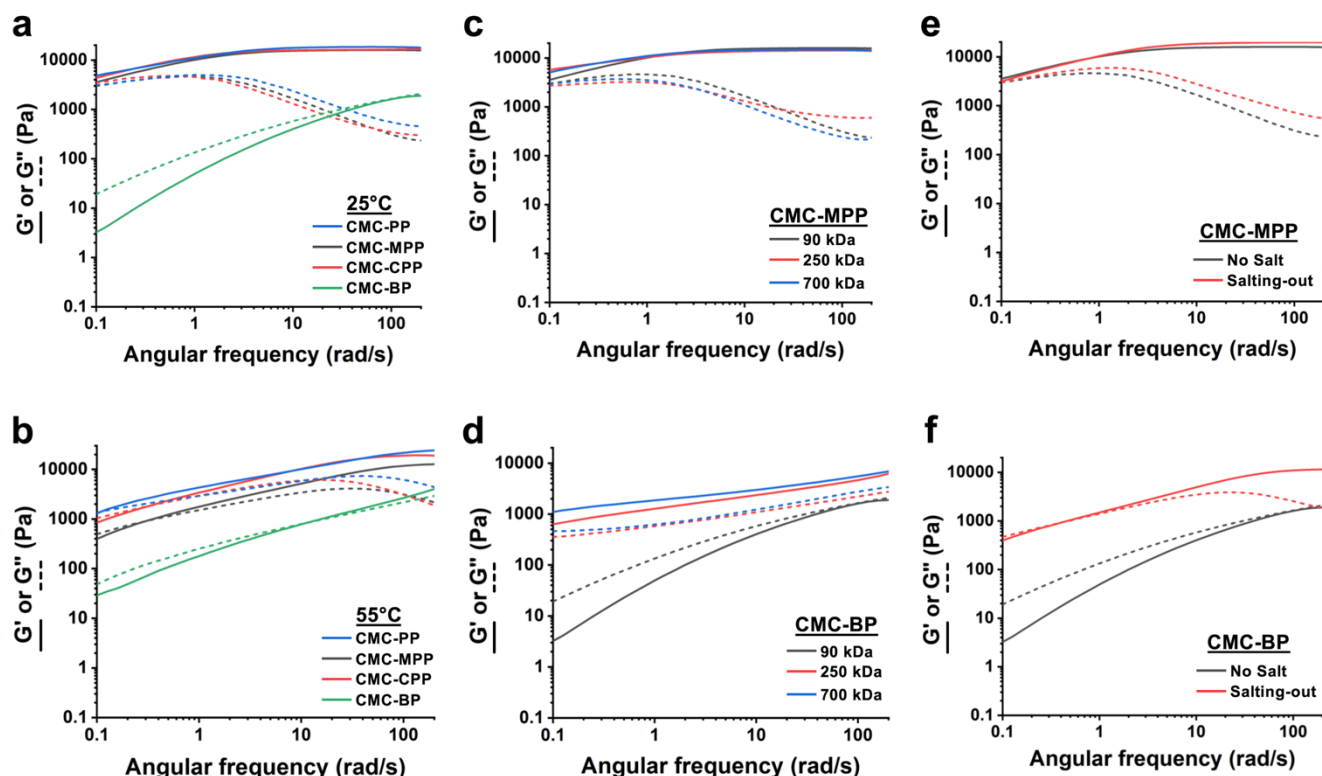 a
G' or G" (Pa)
10000
1000
100
10
1
0.1
25°C
CMC-PP
CMC-MPP
CMC-CPP
CMC-BP
0.1 1 10 100
Angular frequency (rad/s)
c
G' or G" (Pa)
10000
1000
100
10
1
0.1
CMC-MPP
90 kDa
250 kDa
700 kDa
0.1 1 10 100
Angular frequency (rad/s)
e
G' or G" (Pa)
10000
1000
100
10
1
0.1
CMC-MPP
No Salt
Salting-out
0.1 1 10 100
Angular frequency (rad/s)
b
G' or G" (Pa)
10000
1000
100
10
1
0.1
55°C
CMC-PP
CMC-MPP
CMC-CPP
CMC-BP
0.1 1 10 100
Angular frequency (rad/s)
d
G' or G" (Pa)
10000
1000
100
10
1
0.1
CMC-BP
90 kDa
250 kDa
700 kDa
0.1 1 10 100
Angular frequency (rad/s)
f
G' or G" (Pa)
10000
1000
100
10
1
0.1
CMC-BP
No Salt
Salting-out
0.1 1 10 100
Angular frequency (rad/s)